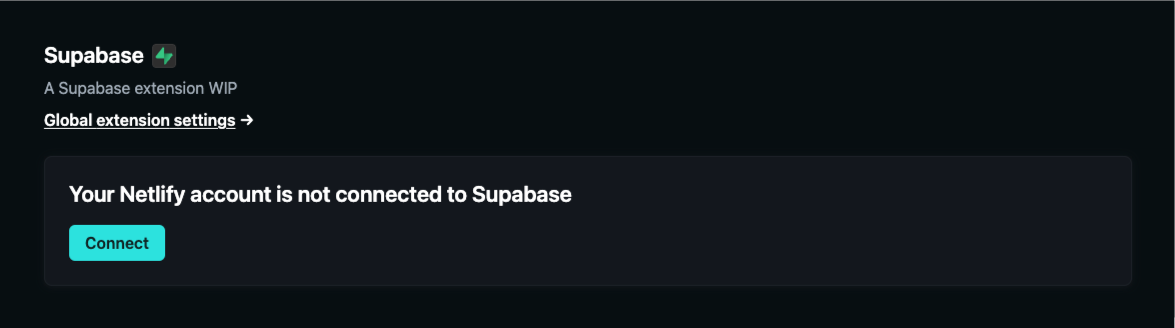 Supabase
A Supabase extension WIP
Global extension settings →
Your Netlify account is not connected to Supabase
Connect